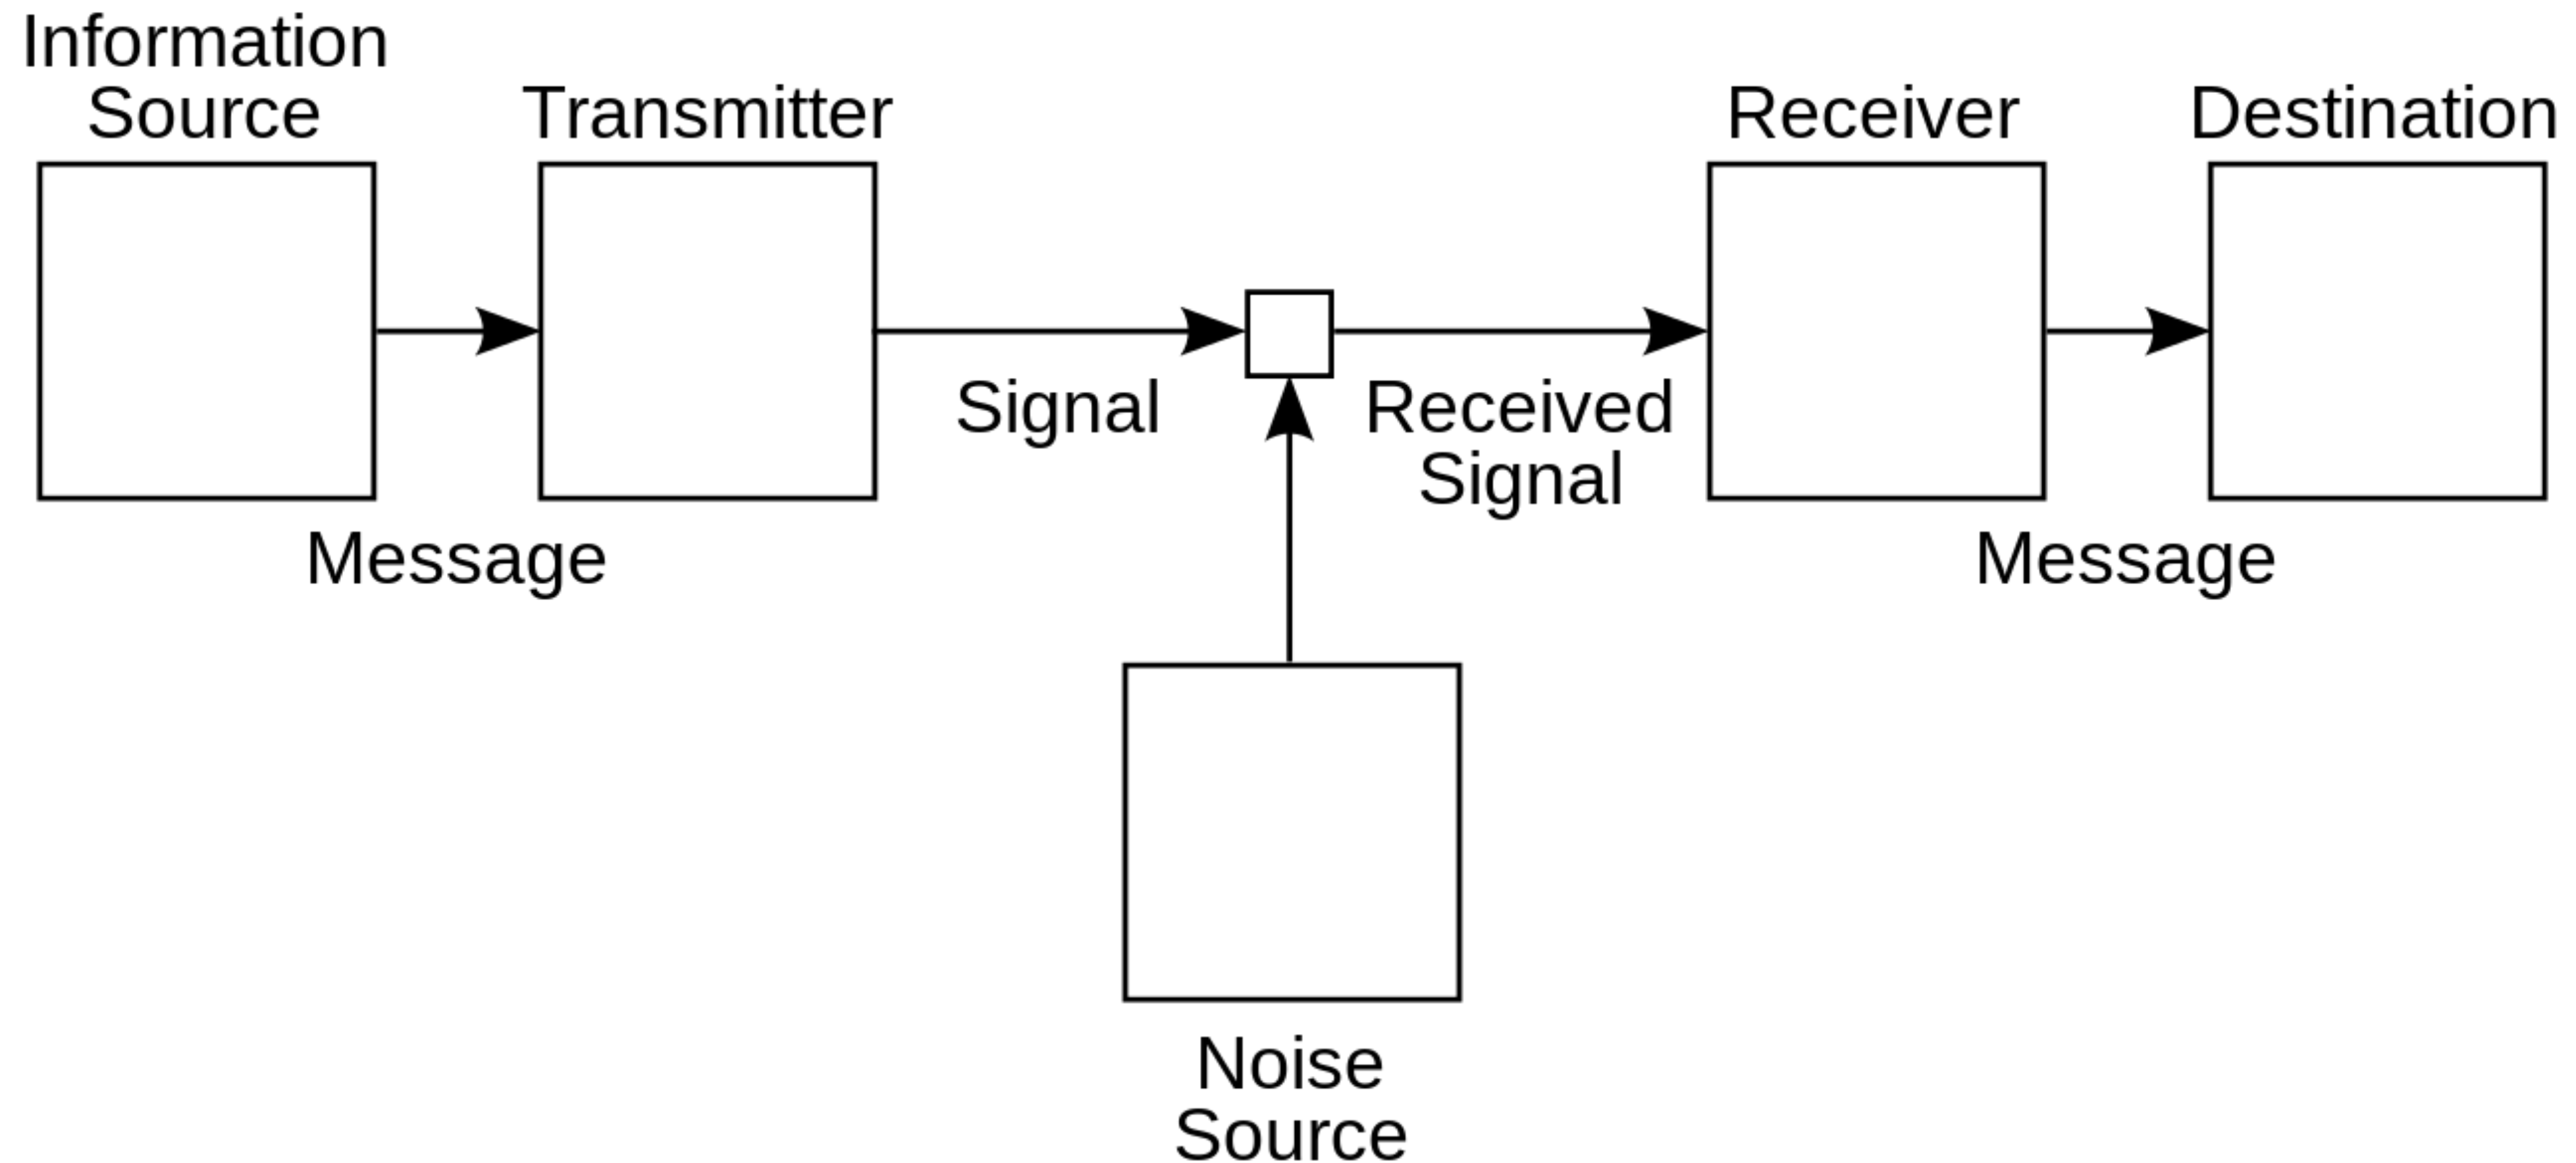 Information
Source
Transmitter
Receiver
Destination
Signal
Received
Signal
Message
Message
Noise
Source